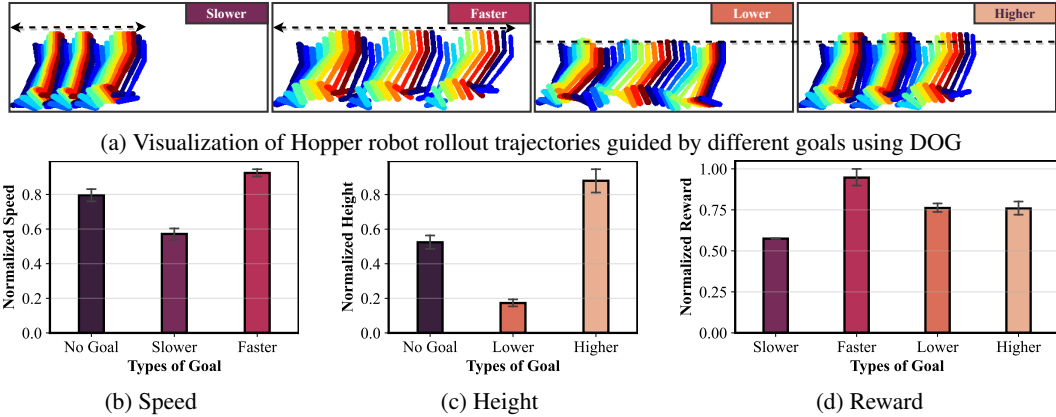 Slower
Faster
Lower
Higher
(a) Visualization of Hopper robot rollout trajectories guided by different goals using DOG
Normalized Speed
0.8
0.6
0.4
0.2
0.0
No Goal
Slower
Faster
Types of Goal
(b) Speed
Normalized Height
0.8
0.6
0.4
0.2
0.0
No Goal
Lower
Higher
Types of Goal
(c) Height
Normalized Reward
1.00
0.75
0.50
0.25
0.00
Slower
Faster
Lower
Higher
Types of Goal
(d) Reward